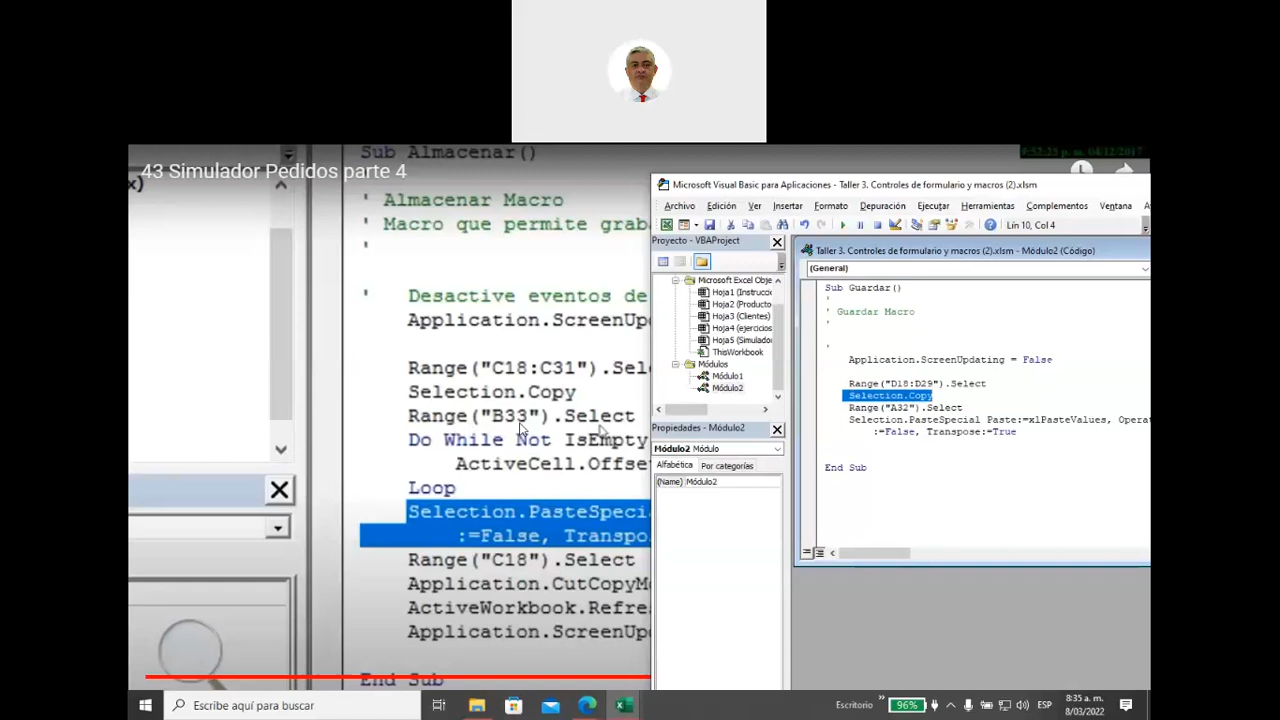 Sub Almacenar()
43 Simulador Pedidos parte 4
' Almacenar Macro
' Macro que permite grab
'
' Desactive eventos de
Application.ScreenUp
Range("C18:C31").Sel
Selection.Copy
Range("B33").Select
Do While Not IsEmpty
ActiveCell.Offse
Loop
Selection.PasteSpecia
:=False, Transpo
Range("C18").Select
Application.CutCopyMo
ActiveWorkbook.Refre
Application.ScreenUp
End Sub
Microsoft Visual Basic para Aplicaciones - Taller 3. Controles de formulario y macros (2).xlsm
Archivo Edición Ver Insertar Formato Depuración Ejecutar Herramientas Complementos Ventana
Lín 10, Col 4
Proyecto - VBAProject
Microsoft Excel Obje
Hoja1 (Instrucci
Hoja2 (Producto
Hoja3 (Clientes)
Hoja4 (ejercicios
Hoja5 (Simulado
ThisWorkbook
Módulos
Módulo1
Módulo2
Propiedades - Módulo2
Módulo2 Módulo
Alfabética Por categorías
(Name) Módulo2
Taller 3. Controles de formulario y macros (2).xlsm - Módulo2 (Código)
(General)
Sub Guardar()
'
' Guardar Macro
'
'
Application.ScreenUpdating = False
Range("D18:D29").Select
Selection.Copy
Range("A32").Select
Selection.PasteSpecial Paste:=xlPasteValues, Operat
:=False, Transpose:=True
End Sub
Escribe aquí para buscar
Escritorio
96%
ESP
8:35 a. m.
8/03/2022